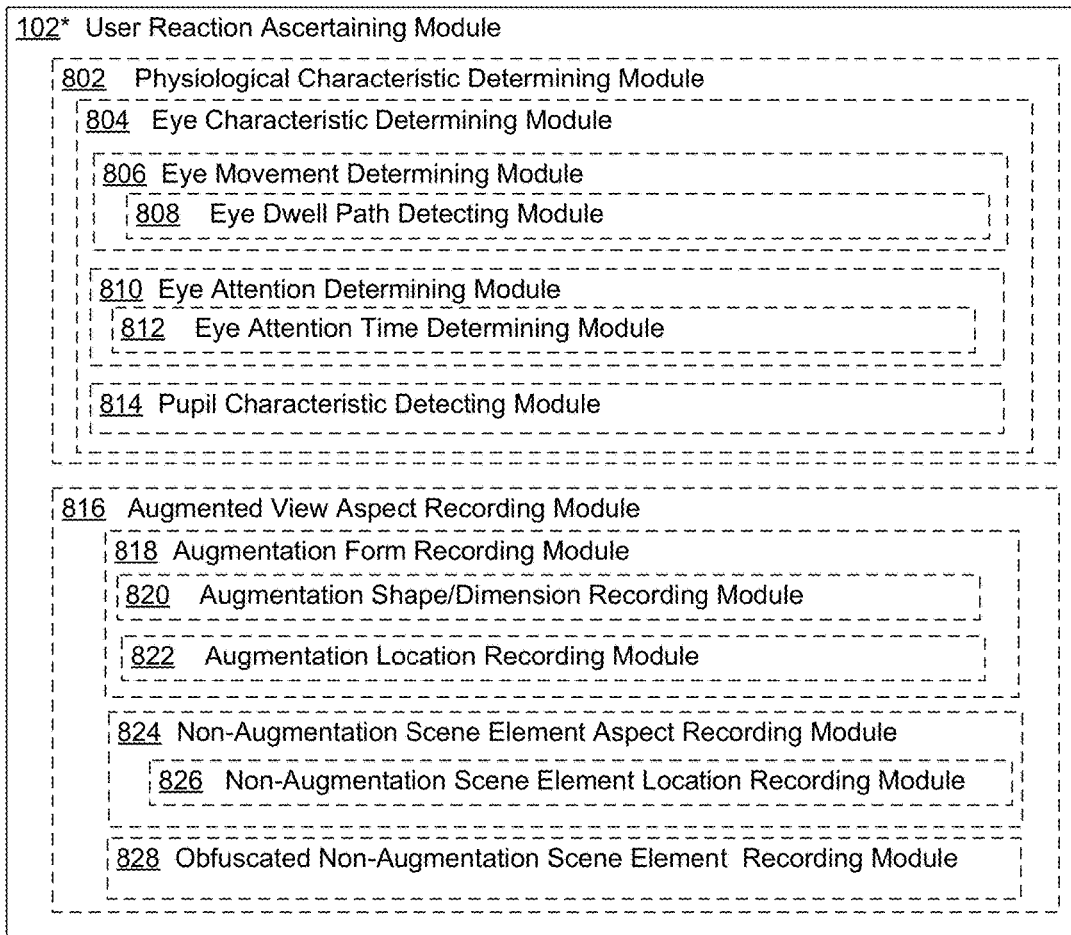 102* User Reaction Ascertaining Module
802 Physiological Characteristic Determining Module
804 Eye Characteristic Determining Module
806 Eye Movement Determining Module
808 Eye Dwell Path Detecting Module
810 Eye Attention Determining Module
812 Eye Attention Time Determining Module
814 Pupil Characteristic Detecting Module
816 Augmented View Aspect Recording Module
818 Augmentation Form Recording Module
820 Augmentation Shape/Dimension Recording Module
822 Augmentation Location Recording Module
824 Non-Augmentation Scene Element Aspect Recording Module
826 Non-Augmentation Scene Element Location Recording Module
828 Obfuscated Non-Augmentation Scene Element Recording Module